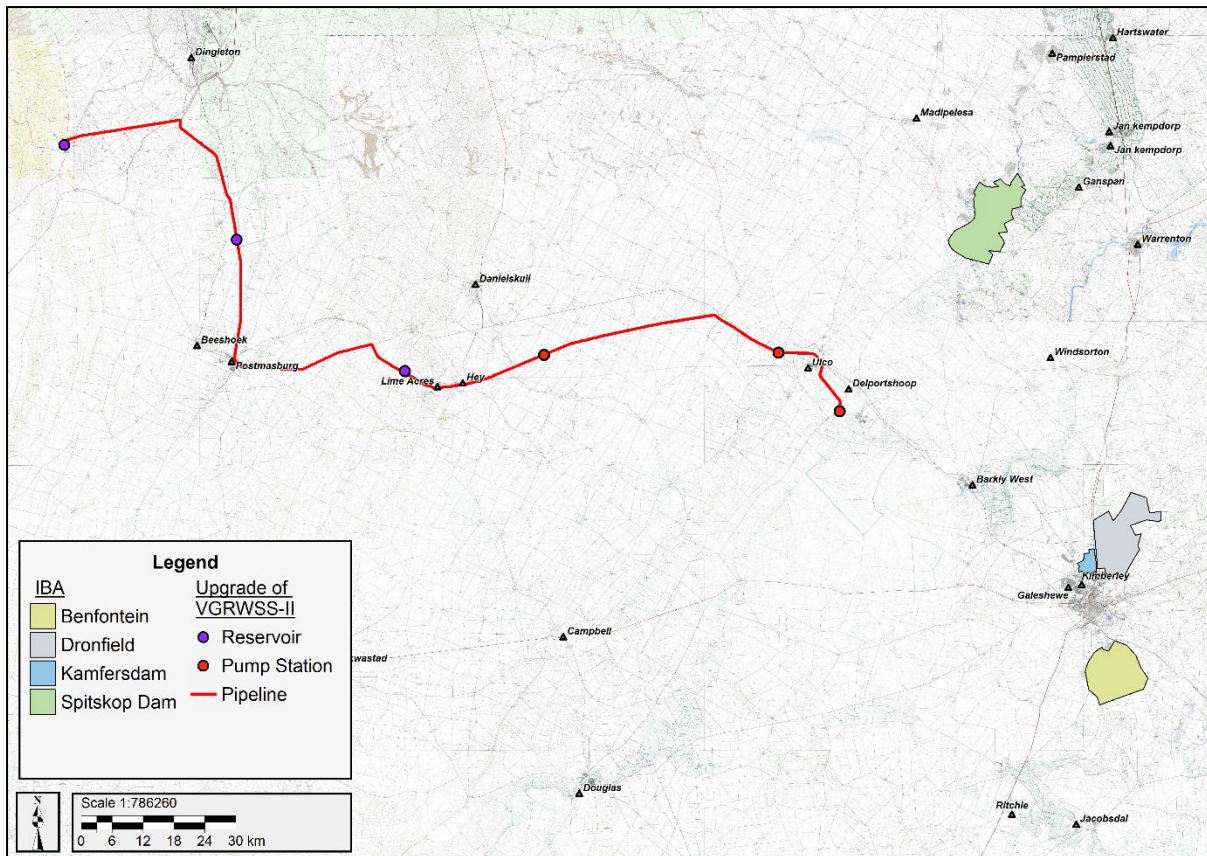 Dingleton
Hartswater
Pampierstad
Madipelesa
Jan kempdorp
Jan kempdorp
Ganspan
Warrenton
Danielskuil
Beeshoek
Postmasburg
Lime Acres
Hey
Ulco
Delportshoop
Windsorton
Barkly West
Kimberley
Galeshewe
Campbell
kwastad
Douglas
Ritchie
Jacobsdal
Legend
IBA
Benfontein
Dronfield
Kamfersdam
Spitskop Dam
Upgrade of
VGRWSS-II
Reservoir
Pump Station
Pipeline
N
Scale 1:786260
0 6 12 18 24 30 km